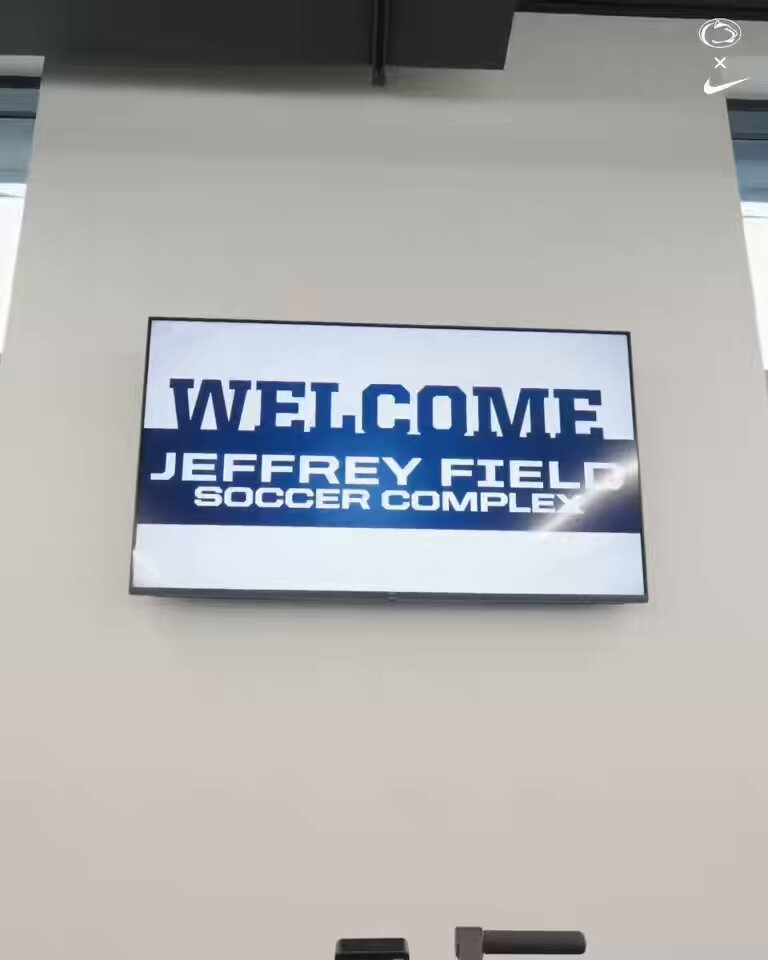 ×
WELCOME
JEFFREY FIELD
SOCCER COMPLEX